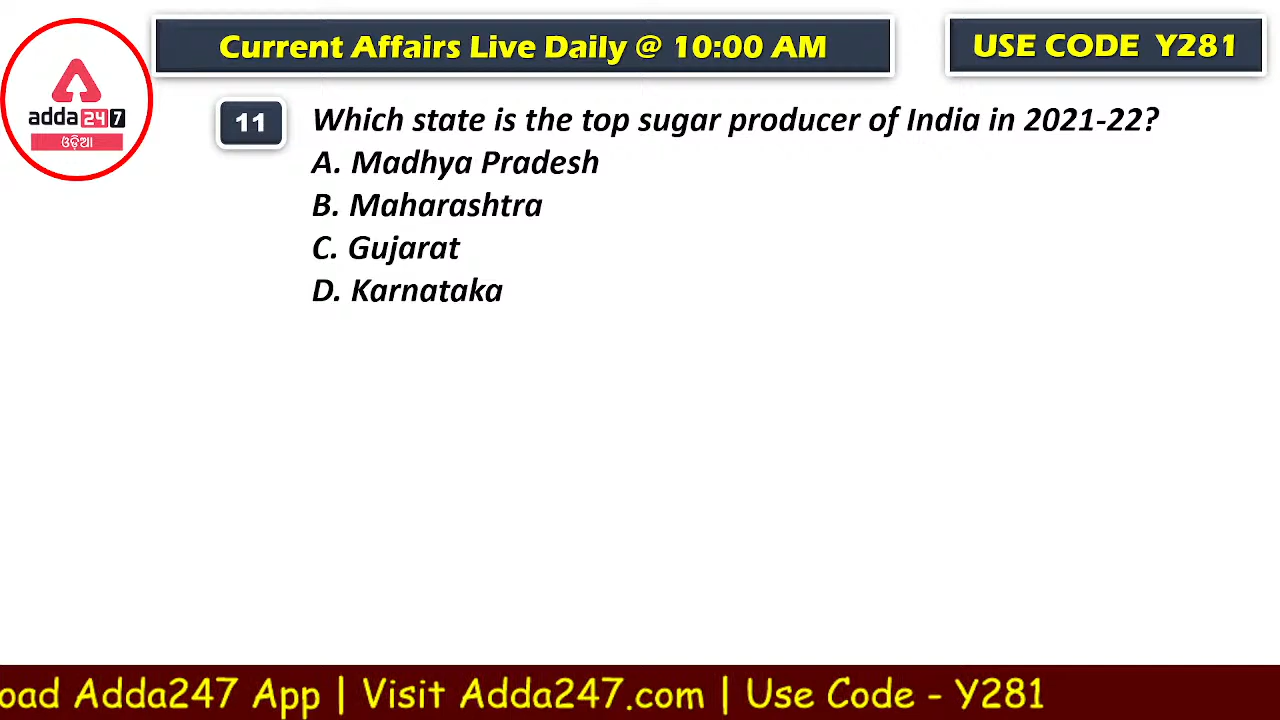 Current Affairs Live Daily @ 10:00 AM
USE CODE Y281
adda247
ଓଡ଼ିଆ
11
Which state is the top sugar producer of India in 2021-22?
A. Madhya Pradesh
B. Maharashtra
C. Gujarat
D. Karnataka
oad Adda247 App | Visit Adda247.com | Use Code - Y281